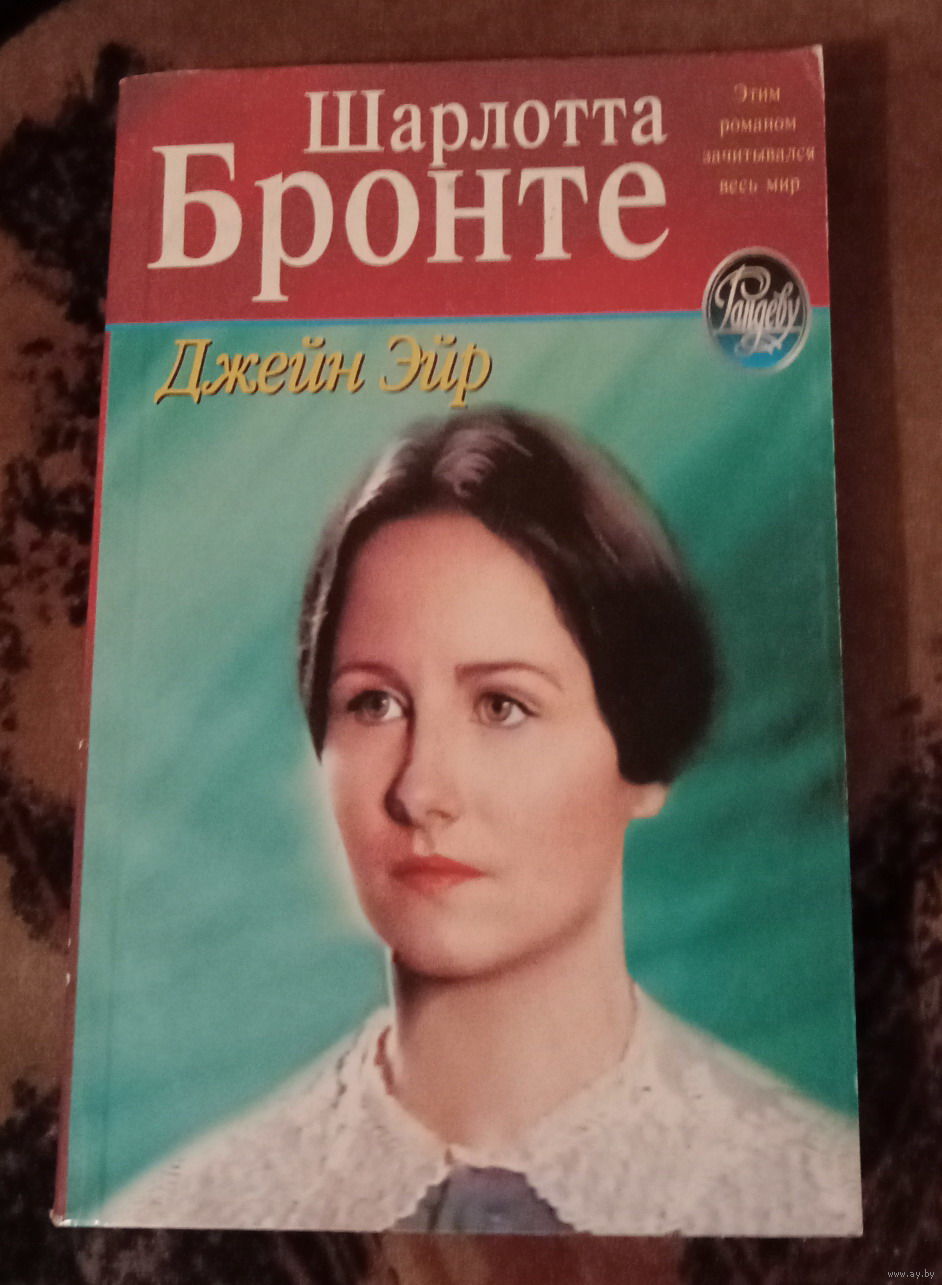 Шарлотта
Бронте
Этим
романом
зачитывался
весь мир
Рандеву
Джейн Эйр
www.ay.by